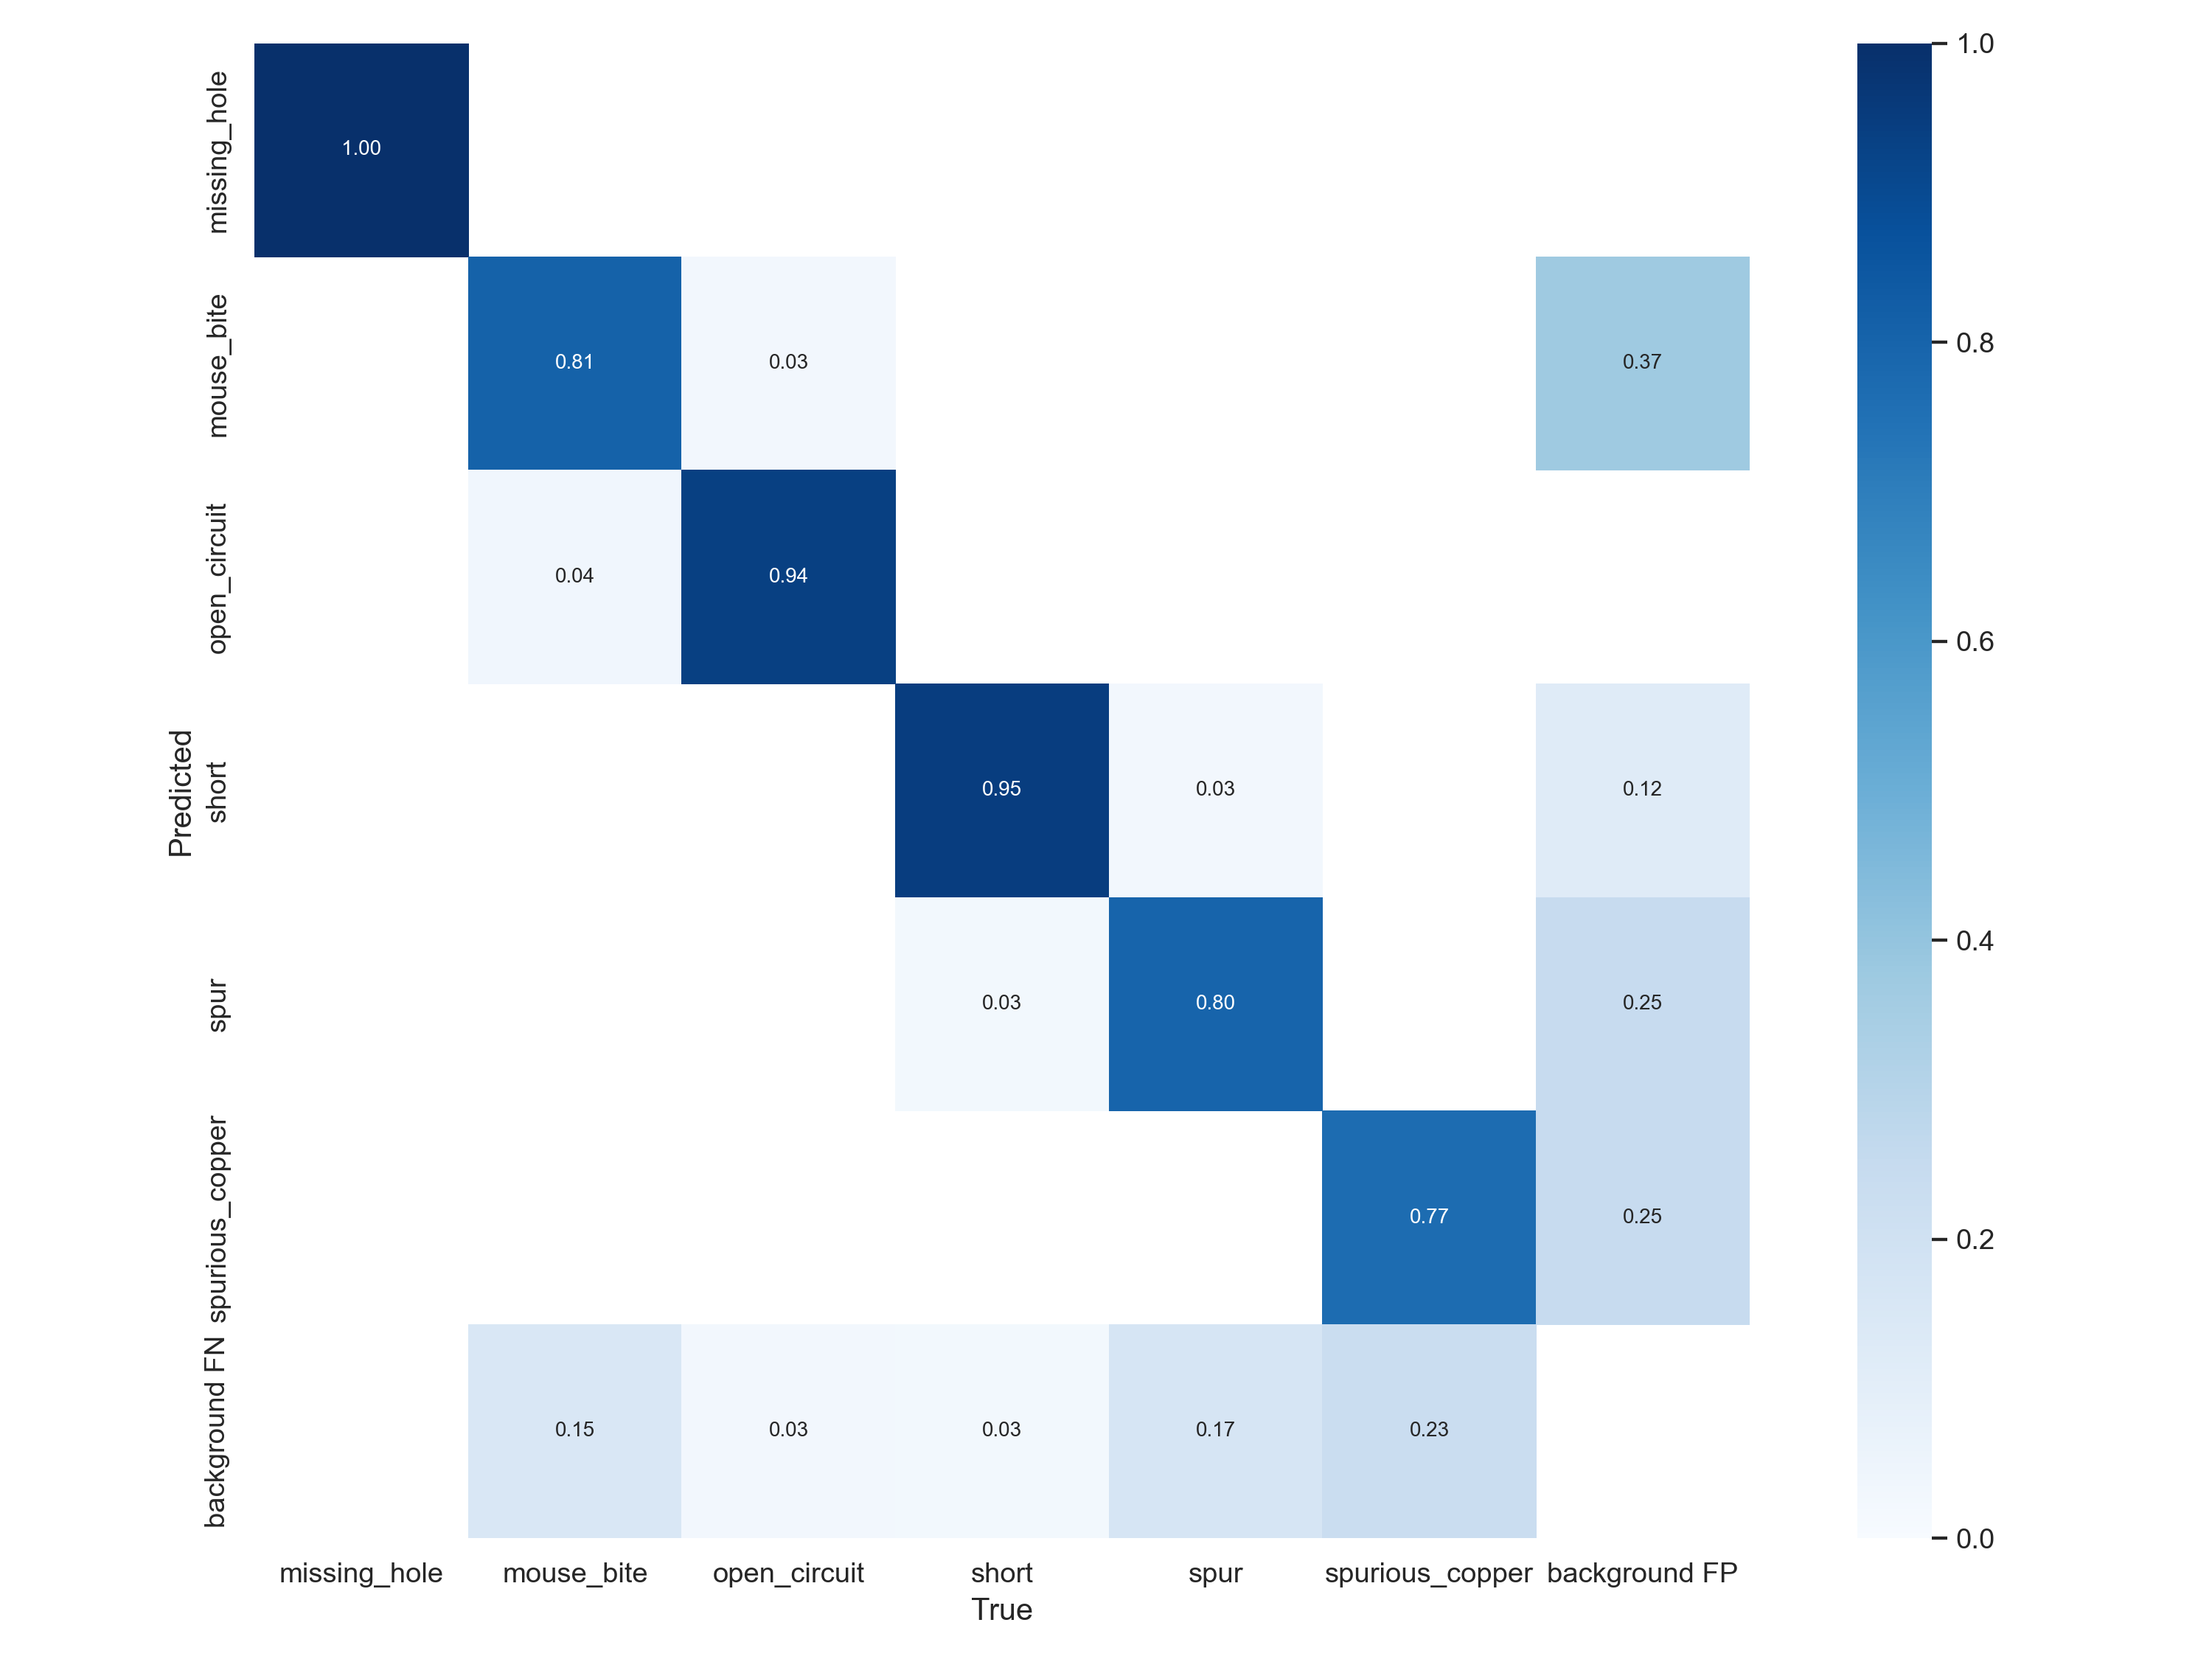 missing_hole
1.00
mouse_bite
0.81 0.03 0.37
open_circuit
0.04 0.94
Predicted
short
0.95 0.03 0.12
spur
0.03 0.80 0.25
spurious_copper
0.77 0.25
background FN
0.15 0.03 0.03 0.17 0.23
missing_hole mouse_bite open_circuit short spur spurious_copper background FP
True
1.0
0.8
0.6
0.4
0.2
0.0